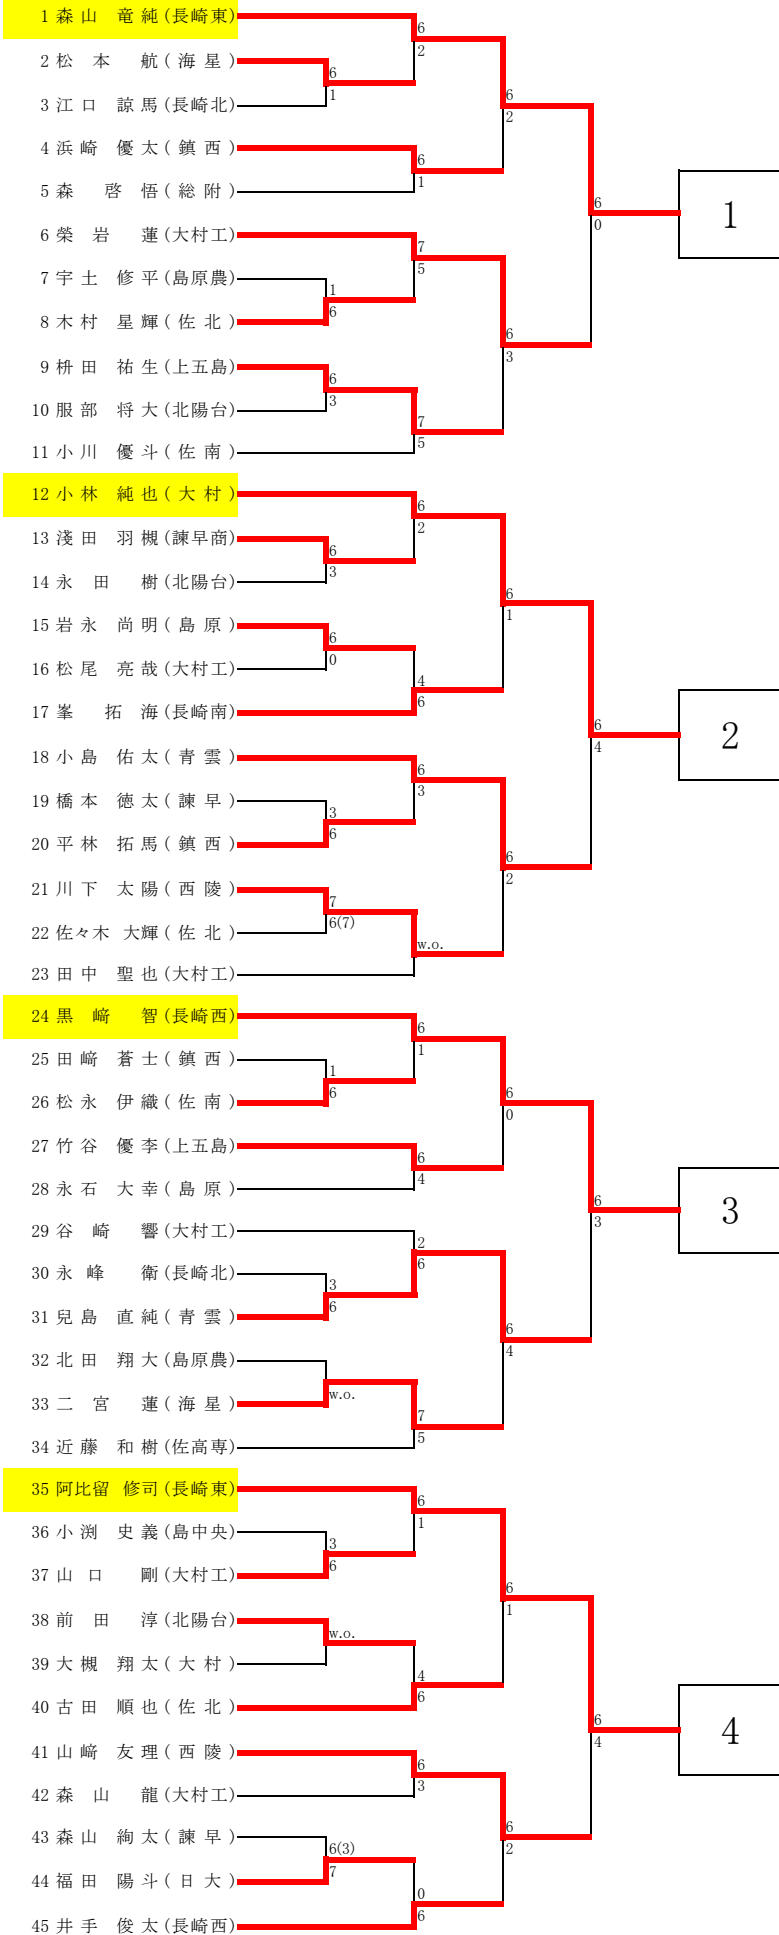 1 森山 竜純(長崎東)
6
2 松本 航(海星)
2
6
3 江口 諒馬(長崎北)
1
6
2
4 浜崎 優太(鎮西)
6
5 森 啓悟(総附)
1
6
1
0
6 榮岩 蓮(大村工)
7
7 宇土 修平(島原農)
5
1
8 木村 星輝(佐北)
6
6
3
9 枡田 祐生(上五島)
6
10 服部 将大(北陽台)
3
7
11 小川 優斗(佐南)
5
12 小林 純也(大村)
6
13 淺田 羽槻(諫早商)
2
6
14 永田 樹(北陽台)
3
6
1
15 岩永 尚明(島原)
6
16 松尾 亮哉(大村工)
0
4
17 峯 拓海(長崎南)
6
6
2
4
18 小島 佑太(青雲)
6
19 橋本 徳太(諫早)
3
3
20 平林 拓馬(鎮西)
6
6
2
21 川下 太陽(西陵)
7
22 佐々木 大輝(佐北)
6(7)
w.o.
23 田中 聖也(大村工)
24 黒﨑 智(長崎西)
6
25 田﨑 蒼士(鎮西)
1
1
26 松永 伊織(佐南)
6
6
0
27 竹谷 優李(上五島)
6
28 永石 大幸(島原)
4
6
3
3
29 谷崎 響(大村工)
2
30 永峰 衛(長崎北)
6
3
31 兒島 直純(青雲)
6
6
4
32 北田 翔大(島原農)
33 二宮 蓮(海星)
w.o.
7
34 近藤 和樹(佐高専)
5
35 阿比留 修司(長崎東)
6
36 小渕 史義(島中央)
1
3
37 山口 剛(大村工)
6
6
1
38 前田 淳(北陽台)
w.o.
39 大槻 翔太(大村)
4
40 古田 順也(佐北)
6
6
4
4
41 山﨑 友理(西陵)
6
42 森山 龍(大村工)
3
43 森山 絢太(諫早)
6
2
6(3)
44 福田 陽斗(日大)
7
0
45 井手 俊太(長崎西)
6